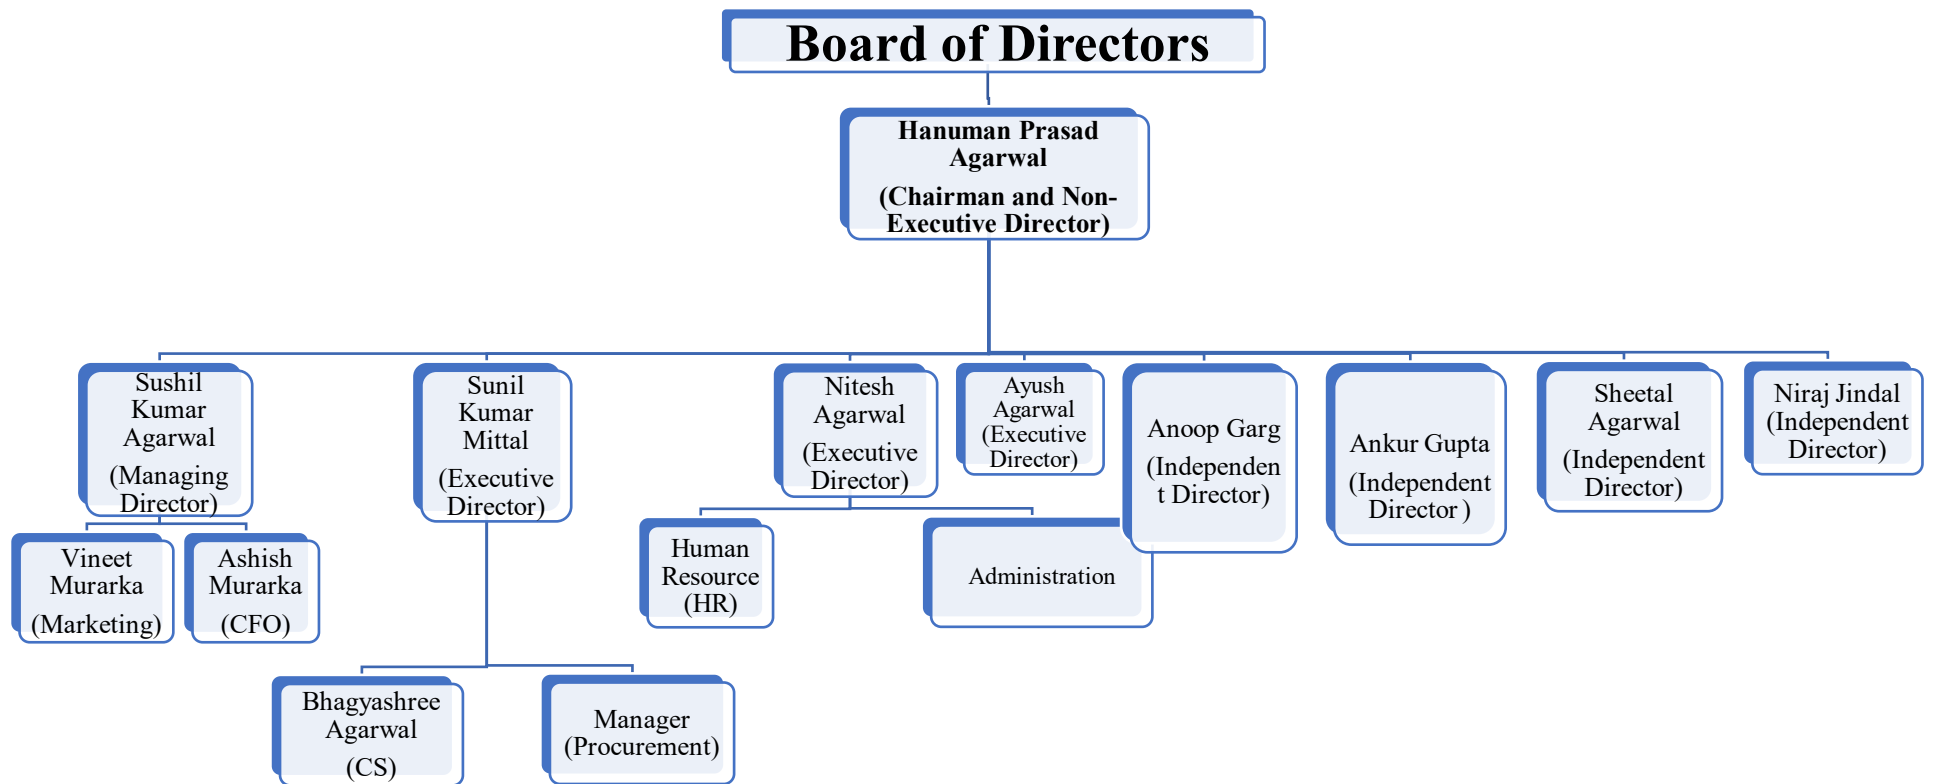 Board of Directors
Hanuman Prasad
Agarwal
(Chairman and Non-
Executive Director)
Sushil
Kumar
Agarwal
(Managing
Director)
Sunil
Kumar
Mittal
(Executive
Director)
Nitesh
Agarwal
(Executive
Director)
Ayush
Agarwal
(Executive
Director)
Anoop Garg
(Independen
t Director)
Ankur Gupta
(Independent
Director )
Sheetal
Agarwal
(Independent
Director)
Niraj Jindal
(Independent
Director)
Vineet
Murarka
(Marketing)
Ashish
Murarka
(CFO)
Human
Resource
(HR)
Administration
Bhagyashree
Agarwal
(CS)
Manager
(Procurement)